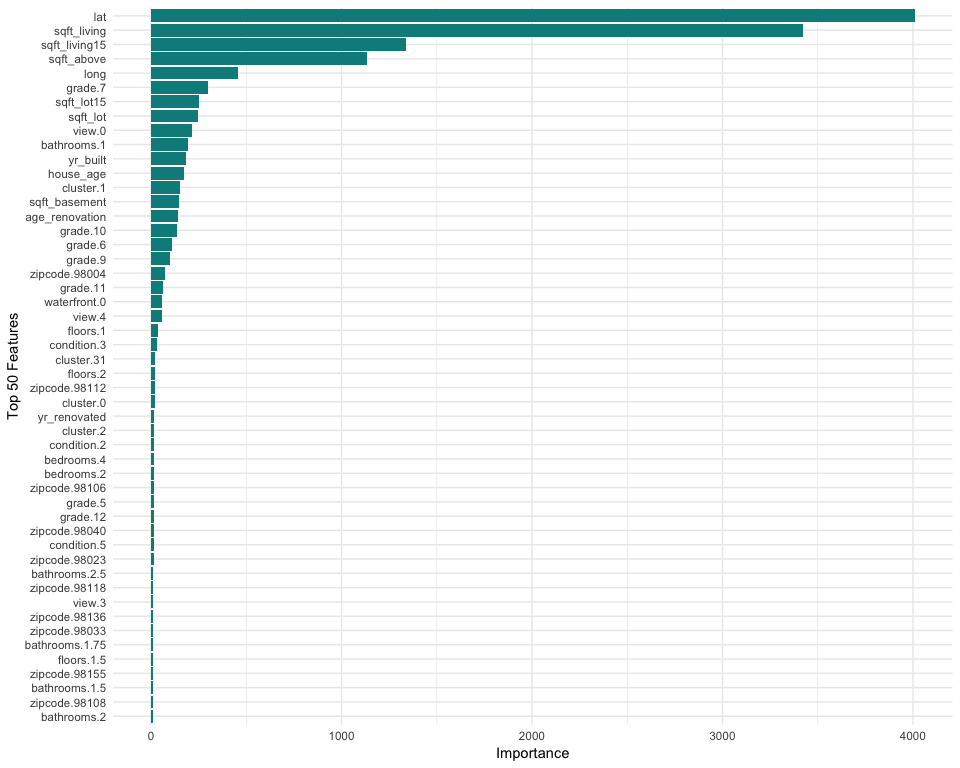 lat
sqft_living
sqft_living15
sqft_above
long
grade.7
sqft_lot15
sqft_lot
view.0
bathrooms.1
yr_built
house_age
cluster.1
sqft_basement
age_renovation
grade.10
grade.6
grade.9
zipcode.98004
grade.11
waterfront.0
view.4
floors.1
condition.3
cluster.31
floors.2
zipcode.98112
cluster.0
yr_renovated
cluster.2
condition.2
bedrooms.4
bedrooms.2
zipcode.98106
grade.5
grade.12
zipcode.98040
condition.5
zipcode.98023
bathrooms.2.5
zipcode.98118
view.3
zipcode.98136
zipcode.98033
bathrooms.1.75
floors.1.5
zipcode.98155
bathrooms.1.5
zipcode.98108
bathrooms.2
Top 50 Features
0 1000 2000 3000 4000
Importance